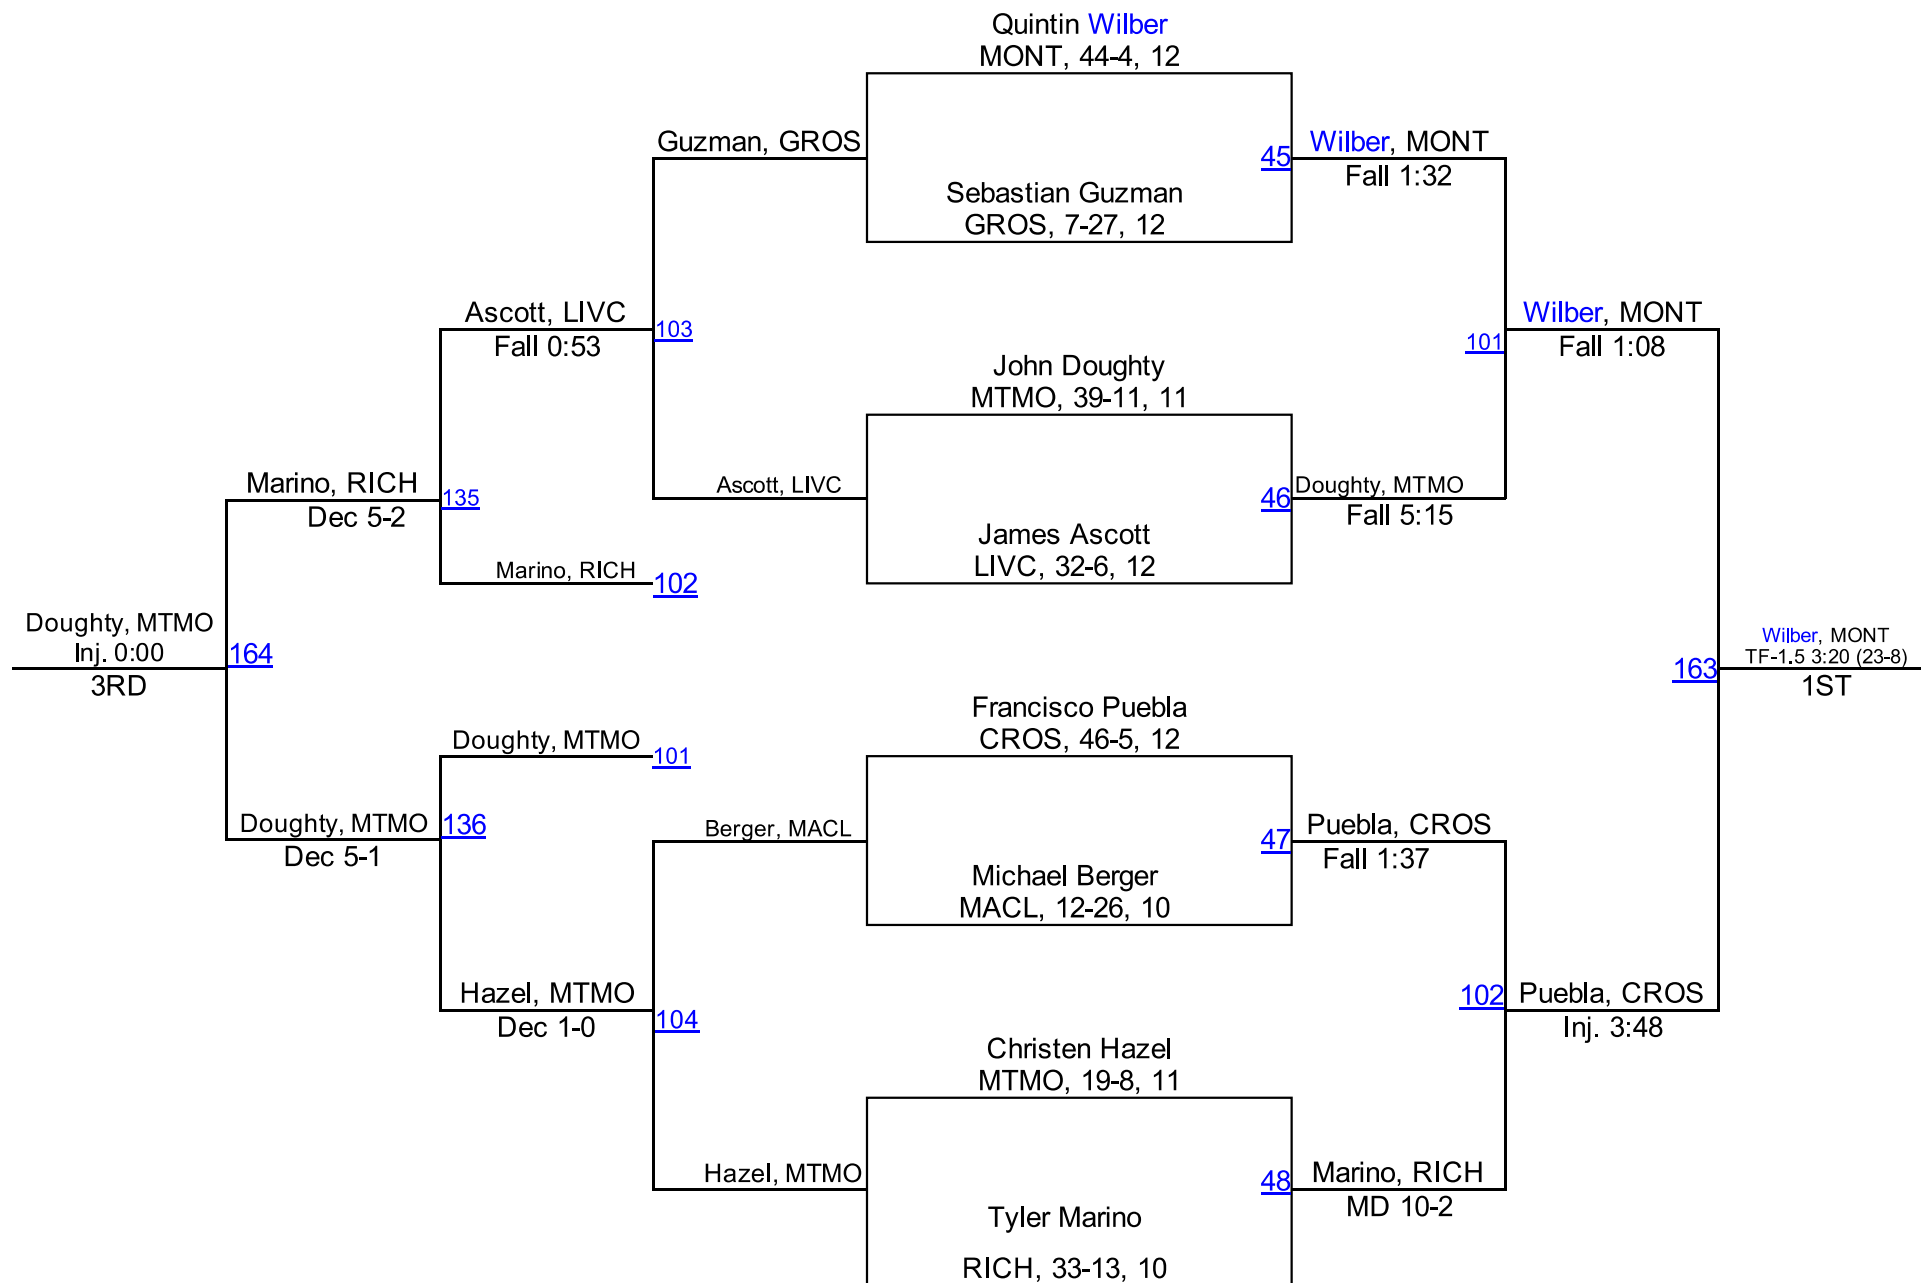 Quintin Wilber
MONT, 44-4, 12
Guzman, GROS
45
Wilber, MONT
Fall 1:32
Sebastian Guzman
GROS, 7-27, 12
Ascott, LIVC
Fall 0:53
103
Wilber, MONT
Fall 1:08
101
John Doughty
MTMO, 39-11, 11
Marino, RICH
Dec 5-2
135
Ascott, LIVC
46
Doughty, MTMO
Fall 5:15
James Ascott
LIVC, 32-6, 12
Marino, RICH
102
Doughty, MTMO
Inj. 0:00
3RD
164
163
Wilber, MONT
TF-1.5 3:20 (23-8)
1ST
Francisco Puebla
CROS, 46-5, 12
Doughty, MTMO
101
Doughty, MTMO
Dec 5-1
136
Berger, MACL
47
Puebla, CROS
Fall 1:37
Michael Berger
MACL, 12-26, 10
Hazel, MTMO
Dec 1-0
104
102
Puebla, CROS
Inj. 3:48
Christen Hazel
MTMO, 19-8, 11
Hazel, MTMO
48
Marino, RICH
MD 10-2
Tyler Marino
RICH, 33-13, 10